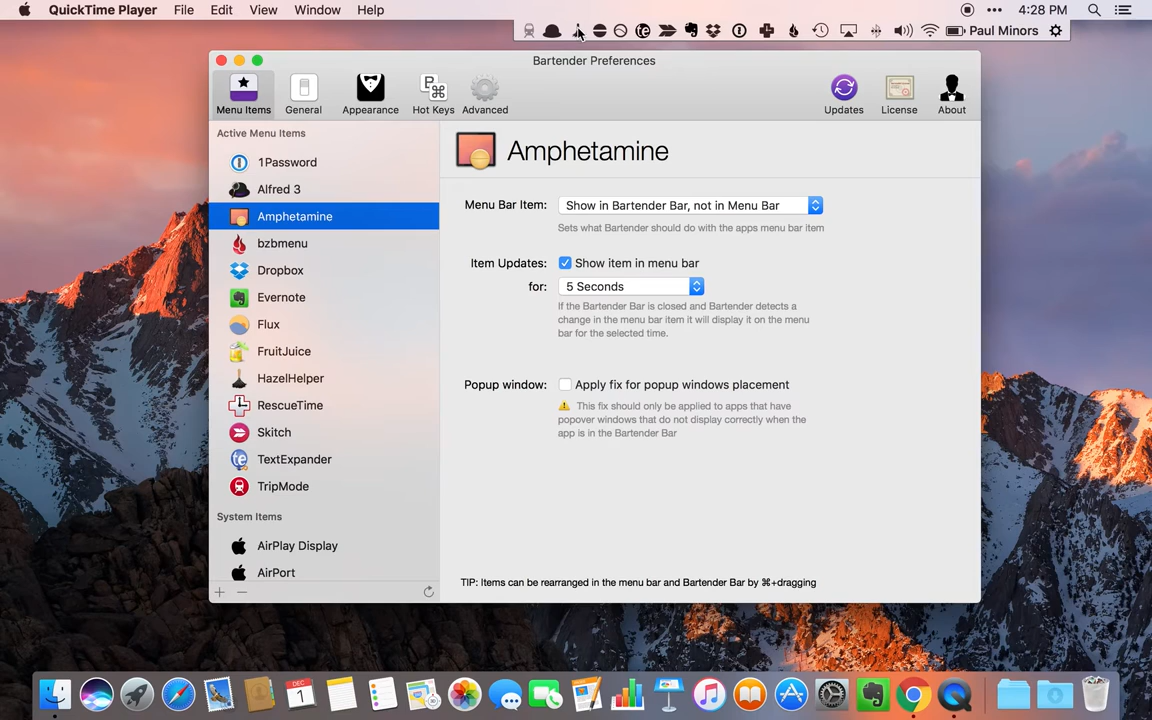 QuickTime Player File Edit View Window Help 4:28 PM
Paul Minors
Bartender Preferences
Menu Items General Appearance Hot Keys Advanced Updates License About
Active Menu Items
1Password
Alfred 3
Amphetamine
bzbmenu
Dropbox
Evernote
Flux
FruitJuice
HazelHelper
RescueTime
Skitch
TextExpander
TripMode
System Items
AirPlay Display
AirPort
Amphetamine
Menu Bar Item: Show in Bartender Bar, not in Menu Bar
Sets what Bartender should do with the apps menu bar item
Item Updates: Show item in menu bar
for: 5 Seconds
If the Bartender Bar is closed and Bartender detects a
change in the menu bar item it will display it on the menu
bar for the selected time.
Popup window: Apply fix for popup windows placement
This fix should only be applied to apps that have
popover windows that do not display correctly when the
app is in the Bartender Bar
TIP: Items can be rearranged in the menu bar and Bartender Bar by ⌘+dragging
DEC
1